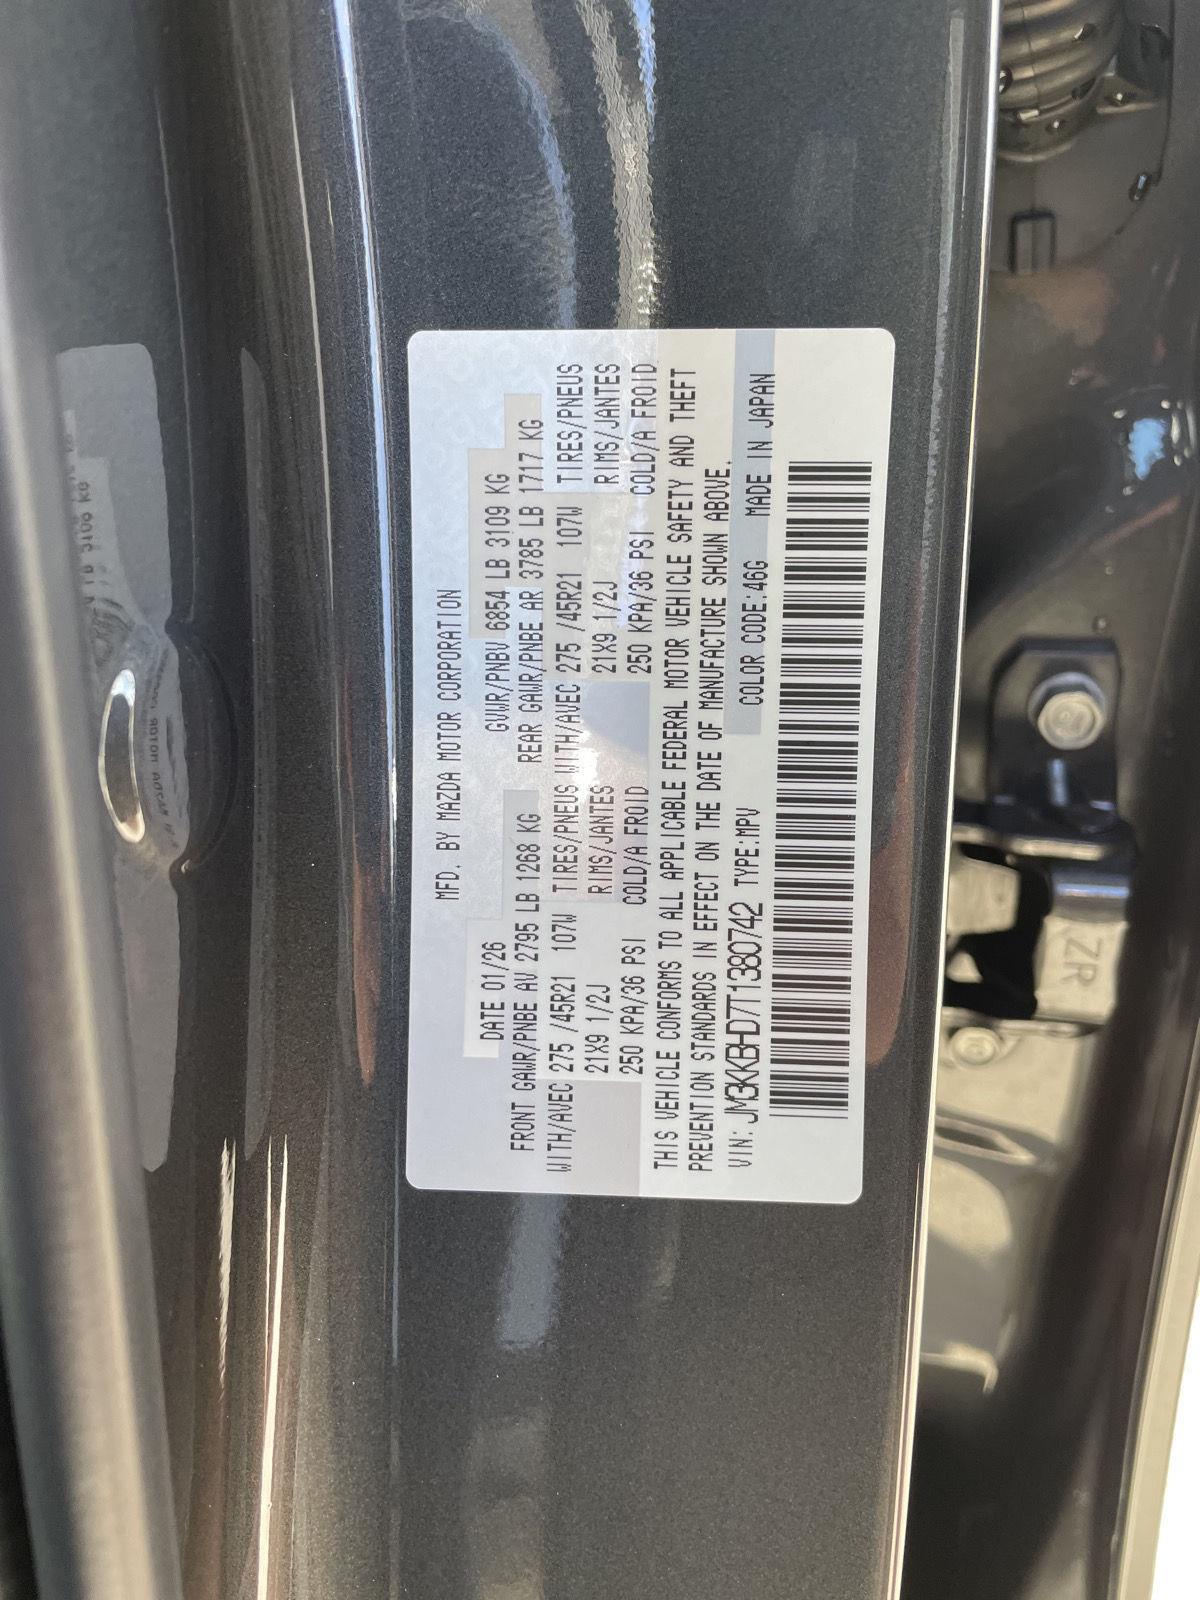 MFD. BY MAZDA MOTOR CORPORATION
DATE 01/26 GVWR/PNBV 6854 LB 3109 KG
FRONT GAWR/PNBE AV 2795 LB 1268 KG REAR GAWR/PNBE AR 3785 LB 1717 KG
WITH/AVEC 275 /45R21 107W TIRES/PNEUS WITH/AVEC 275 /45R21 107W TIRES/PNEUS
21X9 1/2J RIMS/JANTES 21X9 1/2J RIMS/JANTES
250 KPA/36 PSI COLD/A FROID 250 KPA/36 PSI COLD/A FROID
THIS VEHICLE CONFORMS TO ALL APPLICABLE FEDERAL MOTOR VEHICLE SAFETY AND THEFT
PREVENTION STANDARDS IN EFFECT ON THE DATE OF MANUFACTURE SHOWN ABOVE.
VIN: JM3KKBHD7T1380742 TYPE:MPV COLOR CODE:46G MADE IN JAPAN
ZR